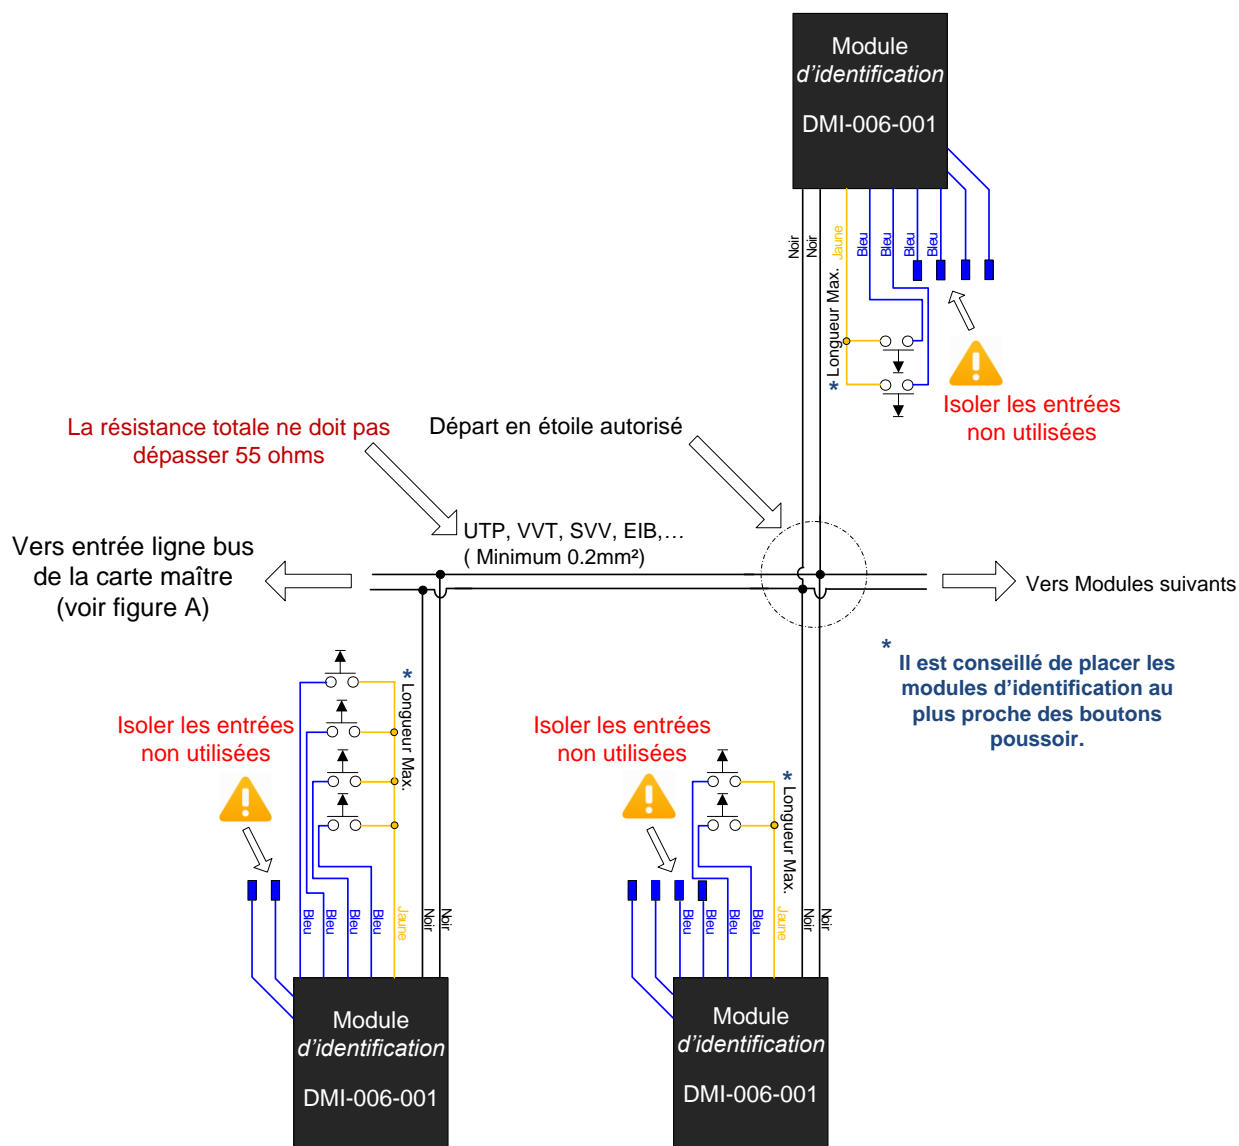 Module
d'identification
DMI-006-001
Noir
Noir
Jaune
Bleu
Bleu
Bleu
Bleu
* Longueur Max.
Isoler les entrées
non utilisées
La résistance totale ne doit pas
dépasser 55 ohms
Départ en étoile autorisé
UTP, VVT, SVV, EIB,…
( Minimum 0.2mm²)
Vers entrée ligne bus
de la carte maître
(voir figure A)
Vers Modules suivants
* Il est conseillé de placer les
modules d’identification au
plus proche des boutons
poussoir.
* Longueur Max.
Isoler les entrées
non utilisées
Bleu
Bleu
Bleu
Bleu
Jaune
Noir
Noir
Module
d’identification
DMI-006-001
Isoler les entrées
non utilisées
* Longueur Max.
Bleu
Bleu
Bleu
Bleu
Jaune
Noir
Noir
Module
d’identification
DMI-006-001